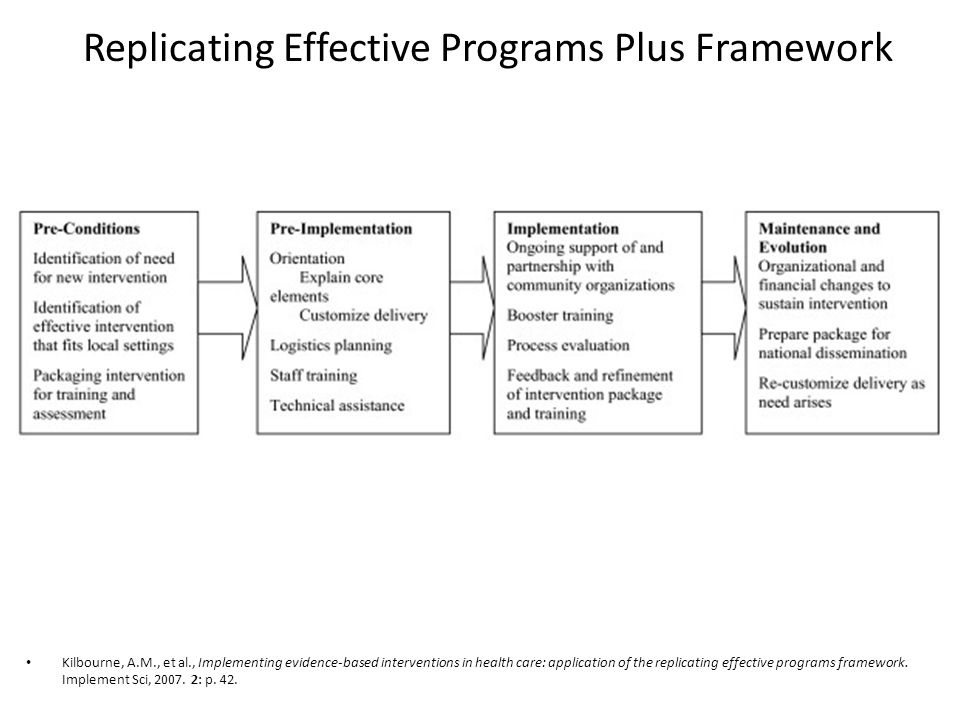 Replicating Effective Programs Plus Framework
Pre-Conditions
Identification of need
for new intervention
Identification of
effective intervention
that fits local settings
Packaging intervention
for training and
assessment
Pre-Implementation
Orientation
Explain core
elements
Customize delivery
Logistics planning
Staff training
Technical assistance
Implementation
Ongoing support of and
partnership with
community organizations
Booster training
Process evaluation
Feedback and refinement
of intervention package
and training
Maintenance and
Evolution
Organizational and
financial changes to
sustain intervention
Prepare package for
national dissemination
Re-customize delivery as
need arises
• Kilbourne, A.M., et al., Implementing evidence-based interventions in health care: application of the replicating effective programs framework.
Implement Sci, 2007. 2: p. 42.